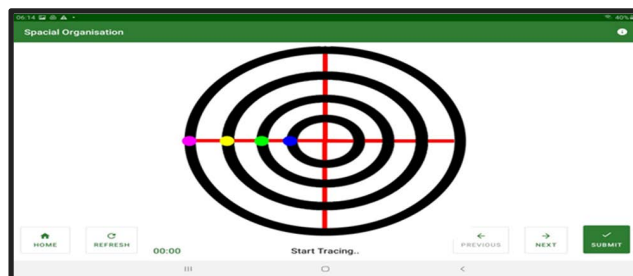 06:14
40%
Spacial Organisation
HOME
REFRESH
00:00
Start Tracing..
PREVIOUS
NEXT
SUBMIT